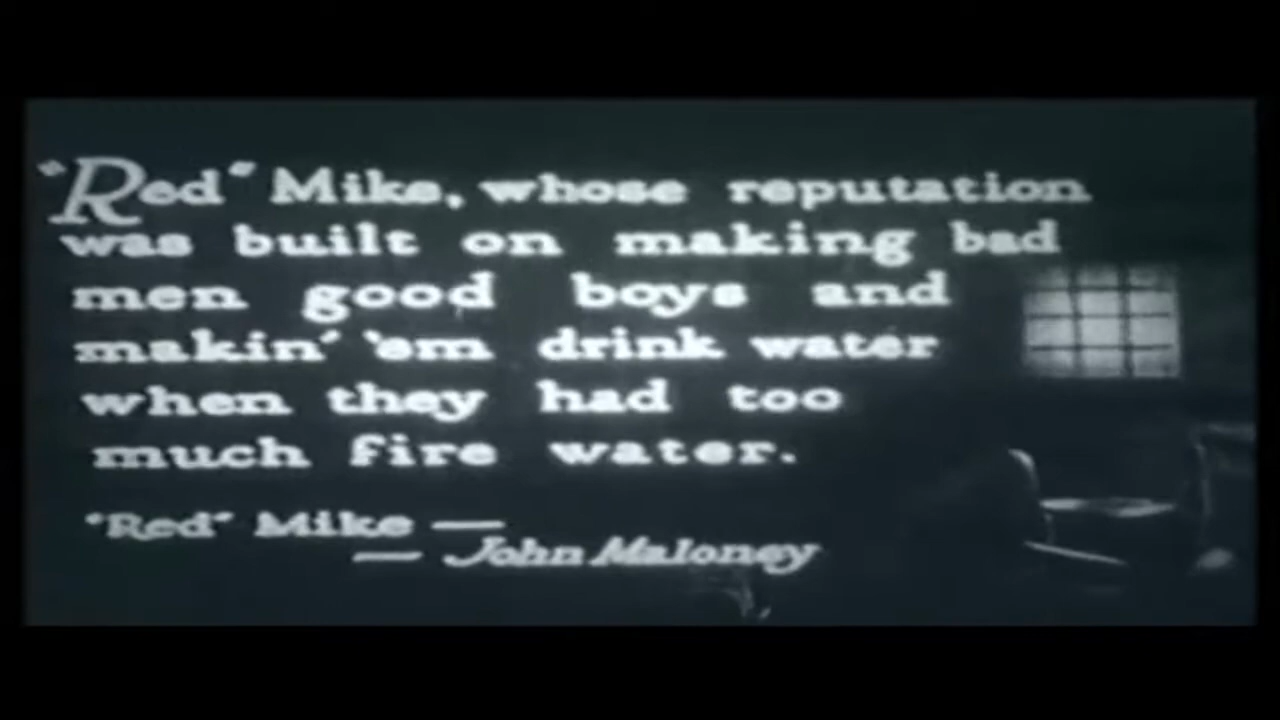 "Red" Mike, whose reputation
was built on making bad
men good boys and
makin' 'em drink water
when they had too
much fire water.
"Red" Mike —
— John Maloney